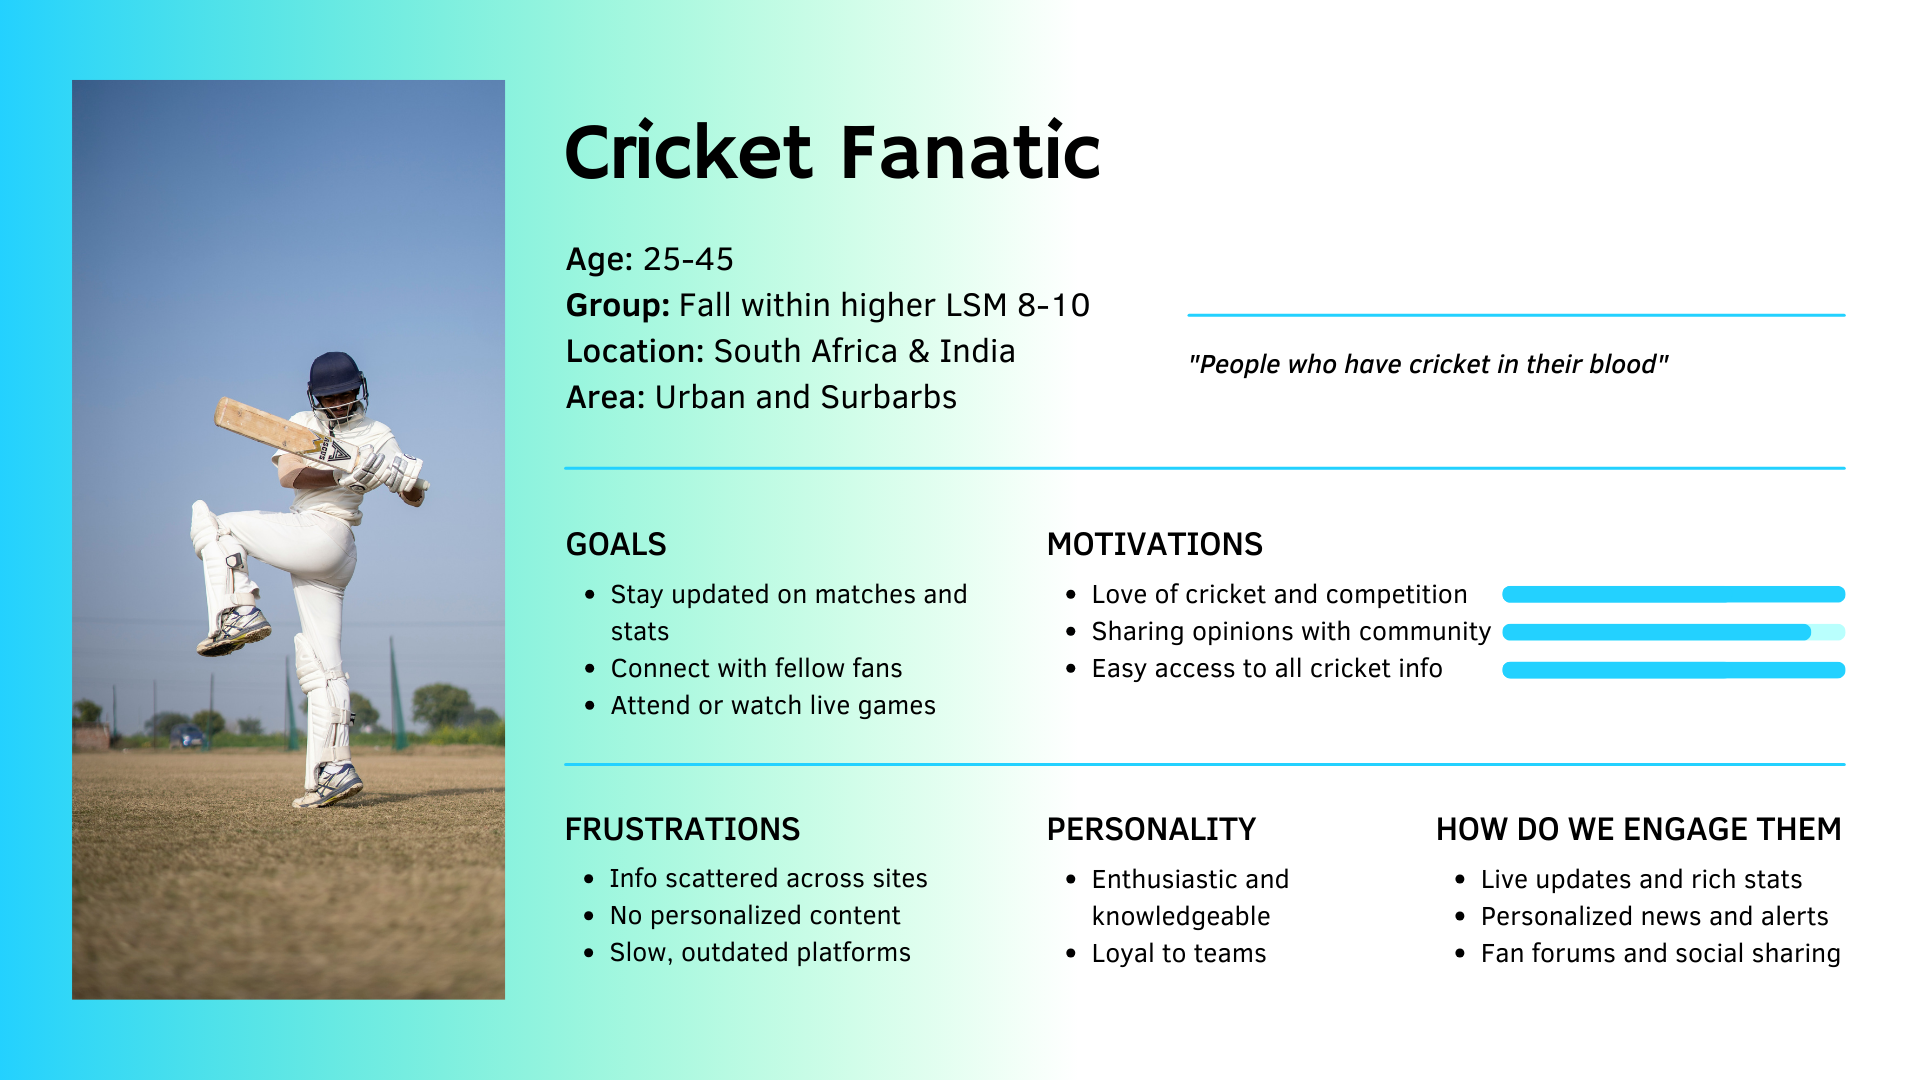 Cricket Fanatic
Age: 25-45
Group: Fall within higher LSM 8-10
Location: South Africa & India
Area: Urban and Surbarbs
"People who have cricket in their blood"
GOALS
• Stay updated on matches and
stats
• Connect with fellow fans
• Attend or watch live games
MOTIVATIONS
• Love of cricket and competition
• Sharing opinions with community
• Easy access to all cricket info
FRUSTRATIONS
• Info scattered across sites
• No personalized content
• Slow, outdated platforms
PERSONALITY
• Enthusiastic and
knowledgeable
• Loyal to teams
HOW DO WE ENGAGE THEM
• Live updates and rich stats
• Personalized news and alerts
• Fan forums and social sharing